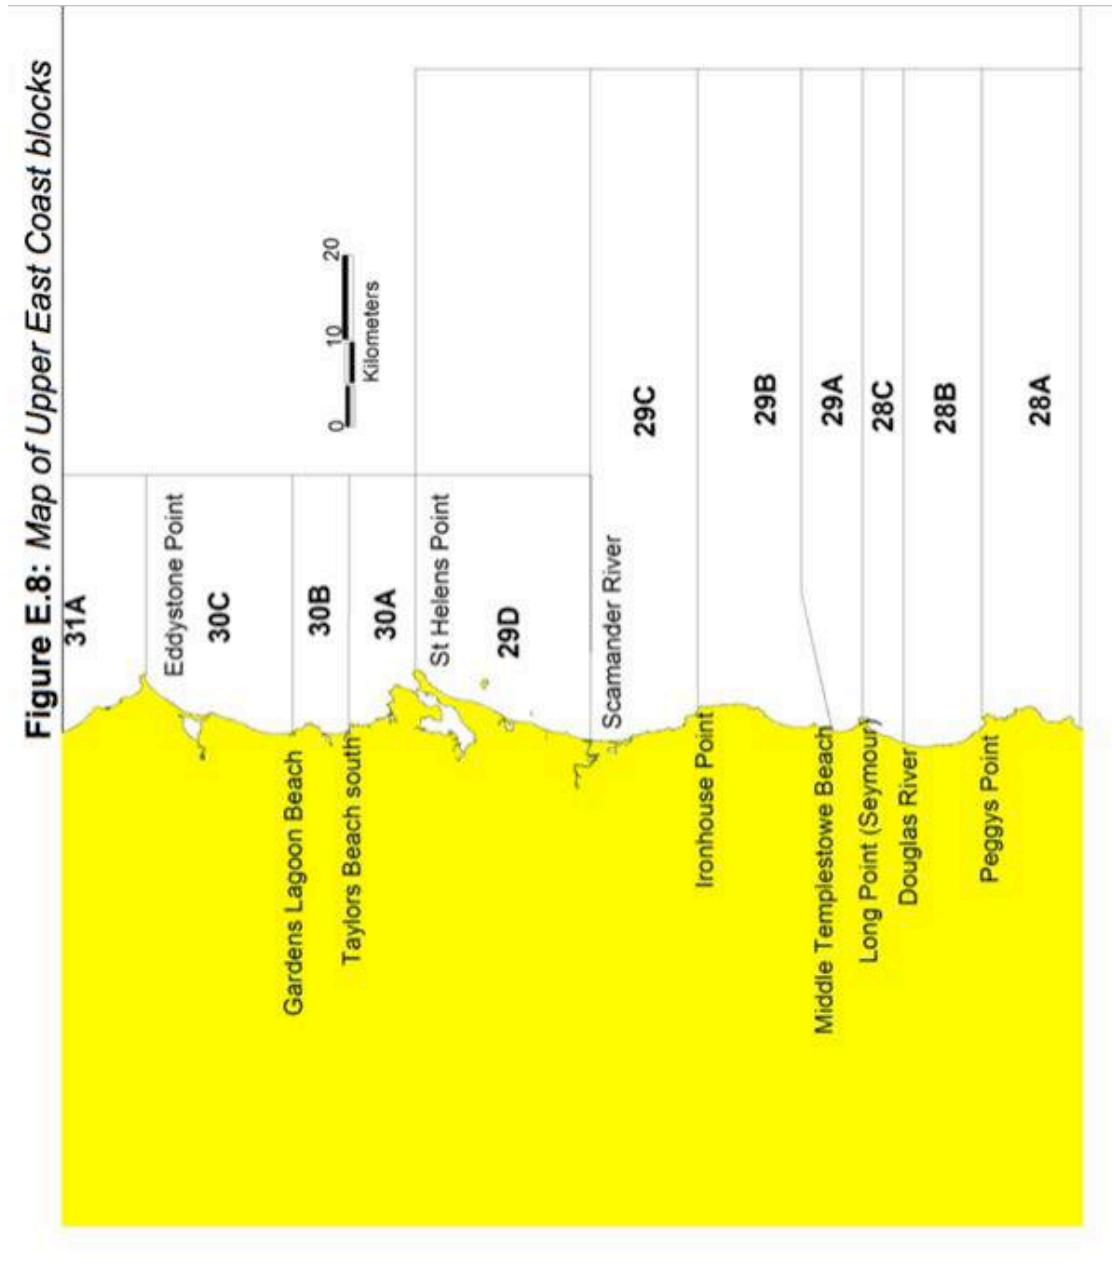 Figure E.8: Map of Upper East Coast blocks
31A
Eddystone Point
30C
Gardens Lagoon Beach
30B
Taylors Beach south
30A
St Helens Point
29D
Scamander River
29C
Ironhouse Point
29B
Middle Templestowe Beach
29A
Long Point (Seymour)
28C
Douglas River
28B
Peggys Point
28A
0 10 20
Kilometers